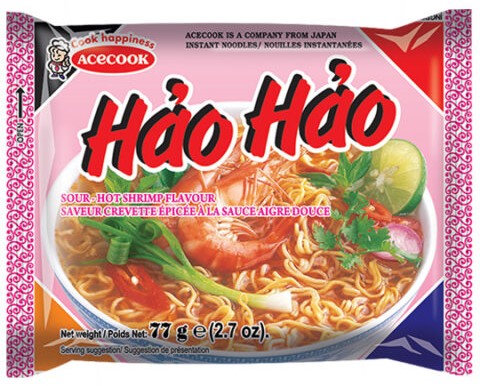 Cook happiness
ACECOOK
ACECOOK IS A COMPANY FROM JAPAN
INSTANT NOODLES/ NOUILLES INSTANTANÉES
OPEN
Hảo Hảo
SOUR - HOT SHRIMP FLAVOUR
SAVEUR CREVETTE ÉPICÉE A LA SAUCE AIGRE DOUCE
Net weight / Poids Net: 77 g ℮ (2.7 oz).
Serving suggestion/ Suggestion de présentation